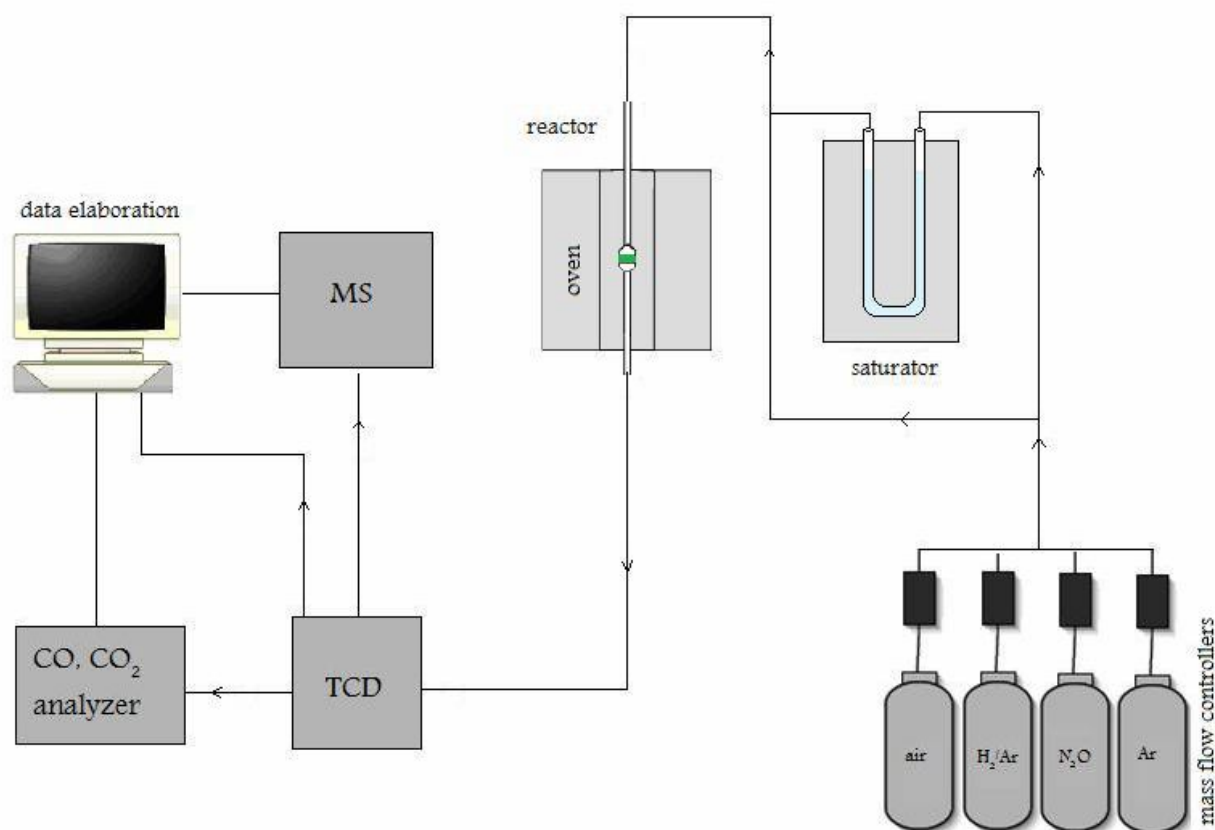 reactor
data elaboration
MS
oven
saturator
CO, CO₂
analyzer
TCD
air
H₂/Ar
N₂O
Ar
mass flow controllers